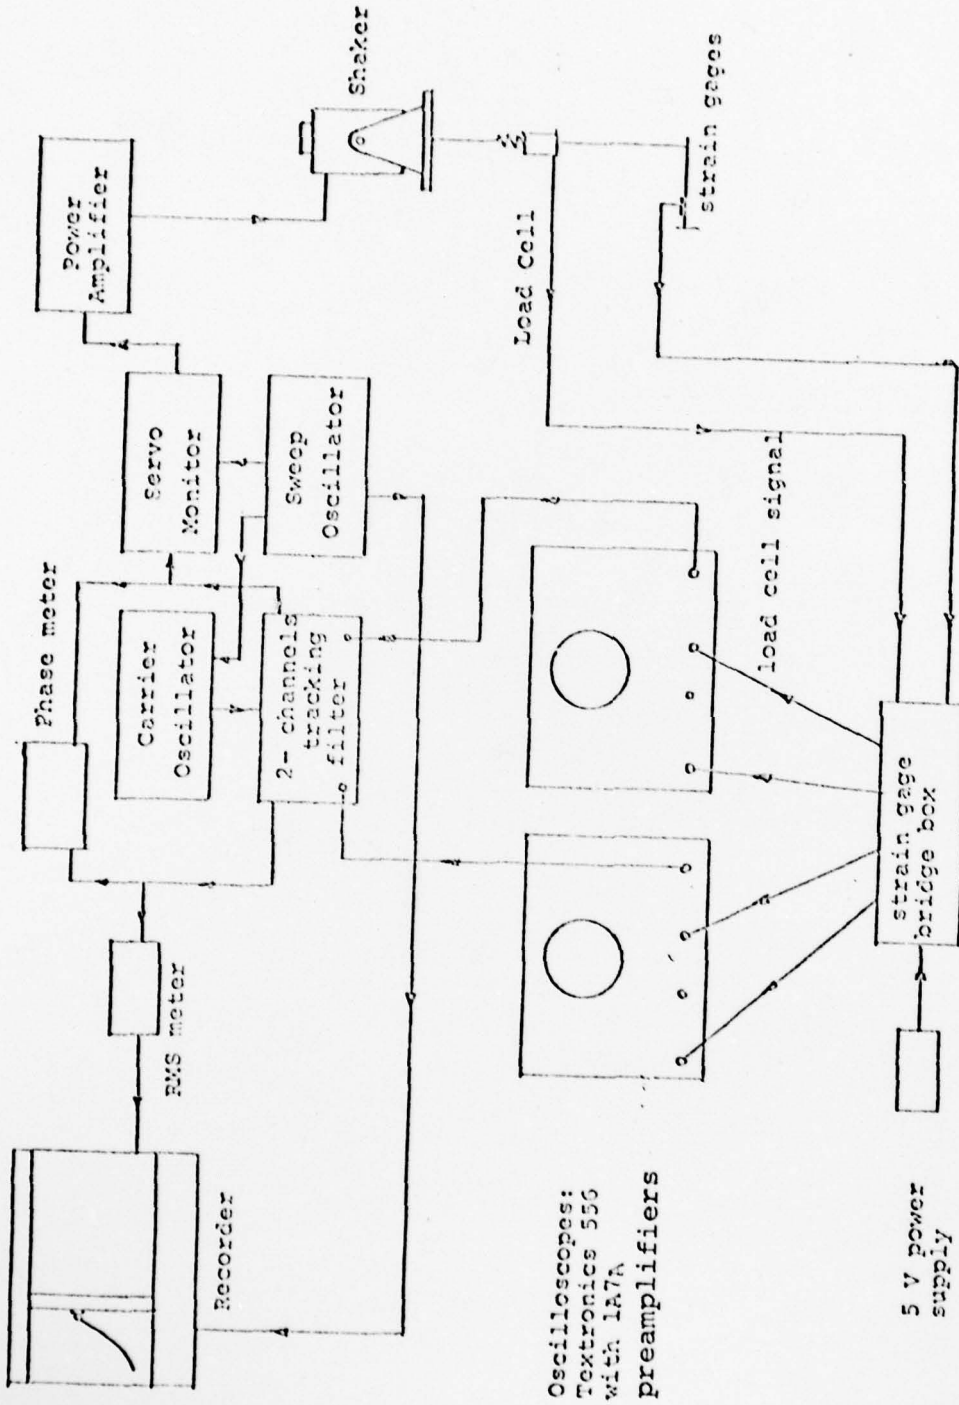 Recorder
RMS meter
Phase meter
Carrier
Oscillator
2- channels
tracking
filter
Servo
Monitor
Sweep
Oscillator
Power
Amplifier
Shaker
Load Cell
strain gages
load cell signal
Oscilloscopes:
Textronics 556
with 1A7A
preamplifiers
strain gage
bridge box
5 V power
supply